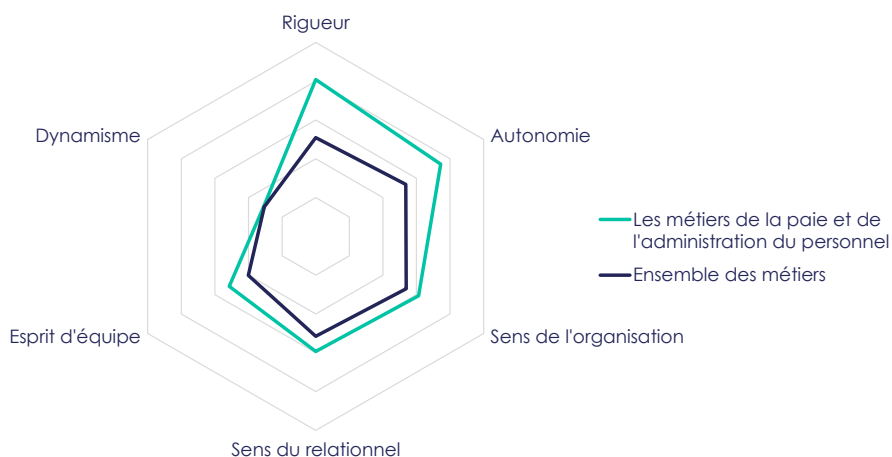 Rigueur
Dynamisme
Autonomie
Les métiers de la paie et de
l'administration du personnel
Ensemble des métiers
Esprit d'équipe
Sens de l'organisation
Sens du relationnel